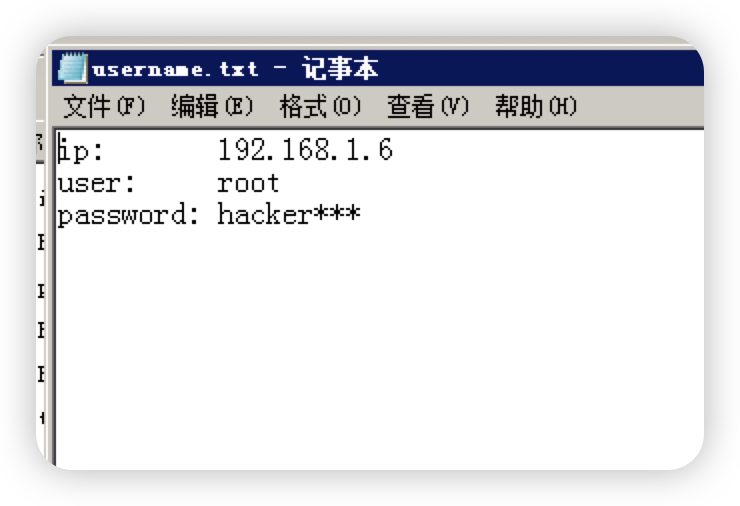 username.txt - 记事本
文件(F) 编辑(E) 格式(O) 查看(V) 帮助(H)
ip: 192.168.1.6
user: root
password: hacker***